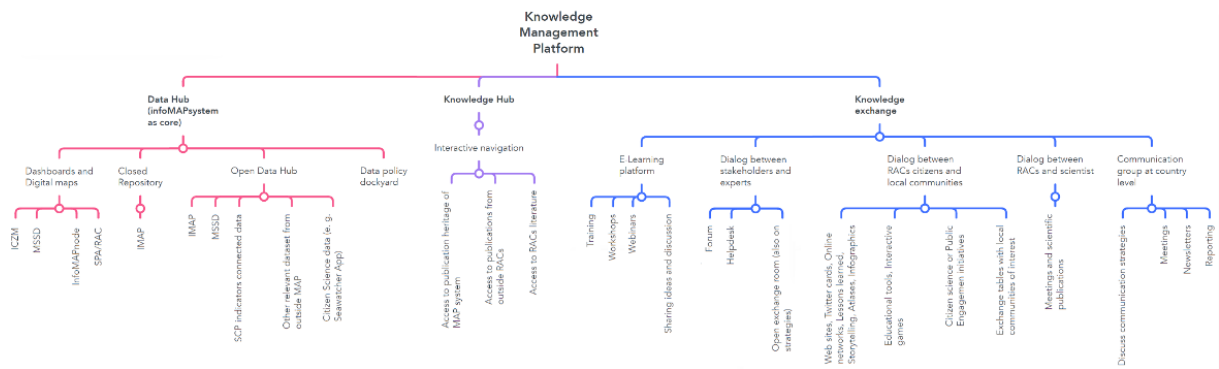 Knowledge
Management
Platform
Data Hub
(infoMAPsystem
as core)
Knowledge Hub
Knowledge
exchange
Interactive navigation
Dashboards and
Digital maps
Closed
Repository
Open Data Hub
Data policy
dockyard
E Learning
platform
Dialog between
stakeholders and
experts
Dialog between
RACs citizens and
local communities
Dialog between
RACs and scientist
Communication
group at country
level
ICZM
MSSD
InfoMAPnode
SPA/RAC
IMAP
IMAP
MSSD
SCP indicators connected data
Other relevant dataset from
outside MAP
Citizen Science data (e. g.
Seawatcher App)
Access to publication heritage of
MAP system
Access to publications from
outside RACs
Access to RACs literature
Training
Workshops
Webinars
Sharing ideas and discussion
Forum
Helpdesk
Open exchange room (also on
strategies)
Web sites, Twitter cards, Online
networks, Lessons learned,
Storytelling, Atlases, Infographics
Educational tools, Interactive
games
Citizen science or Public
Engagemen initiatives
Exchange tables with local
communities of interest
Meetings and scientific
publications
Discuss communication strategies
Meetings
Newsletters
Reporting